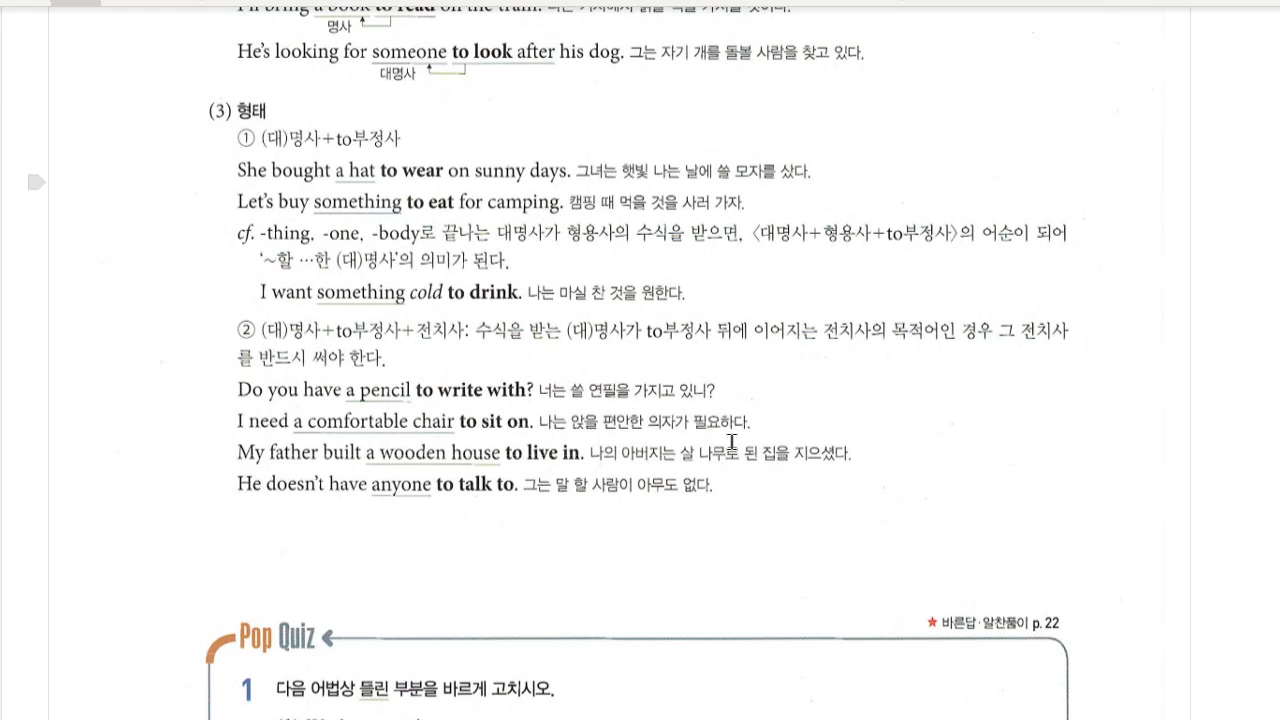 I'll bring a book to read on the train.
명사
He's looking for someone to look after his dog. 그는 자기 개를 돌볼 사람을 찾고 있다.
대명사
(3) 형태
① (대)명사+to부정사
She bought a hat to wear on sunny days. 그녀는 햇빛 나는 날에 쓸 모자를 샀다.
Let's buy something to eat for camping. 캠핑 때 먹을 것을 사러 가자.
cf. -thing, -one, -body로 끝나는 대명사가 형용사의 수식을 받으면, 〈대명사+형용사+to부정사〉의 어순이 되어
'~할 …한 (대)명사'의 의미가 된다.
I want something cold to drink. 나는 마실 찬 것을 원한다.
② (대)명사+to부정사+전치사: 수식을 받는 (대)명사가 to부정사 뒤에 이어지는 전치사의 목적어인 경우 그 전치사
를 반드시 써야 한다.
Do you have a pencil to write with? 너는 쓸 연필을 가지고 있니?
I need a comfortable chair to sit on. 나는 앉을 편안한 의자가 필요하다.
My father built a wooden house to live in. 나의 아버지는 살 나무로 된 집을 지으셨다.
He doesn't have anyone to talk to. 그는 말 할 사람이 아무도 없다.
★ 바른답·알찬풀이 p. 22
Pop Quiz
1 다음 어법상 틀린 부분을 바르게 고치시오.